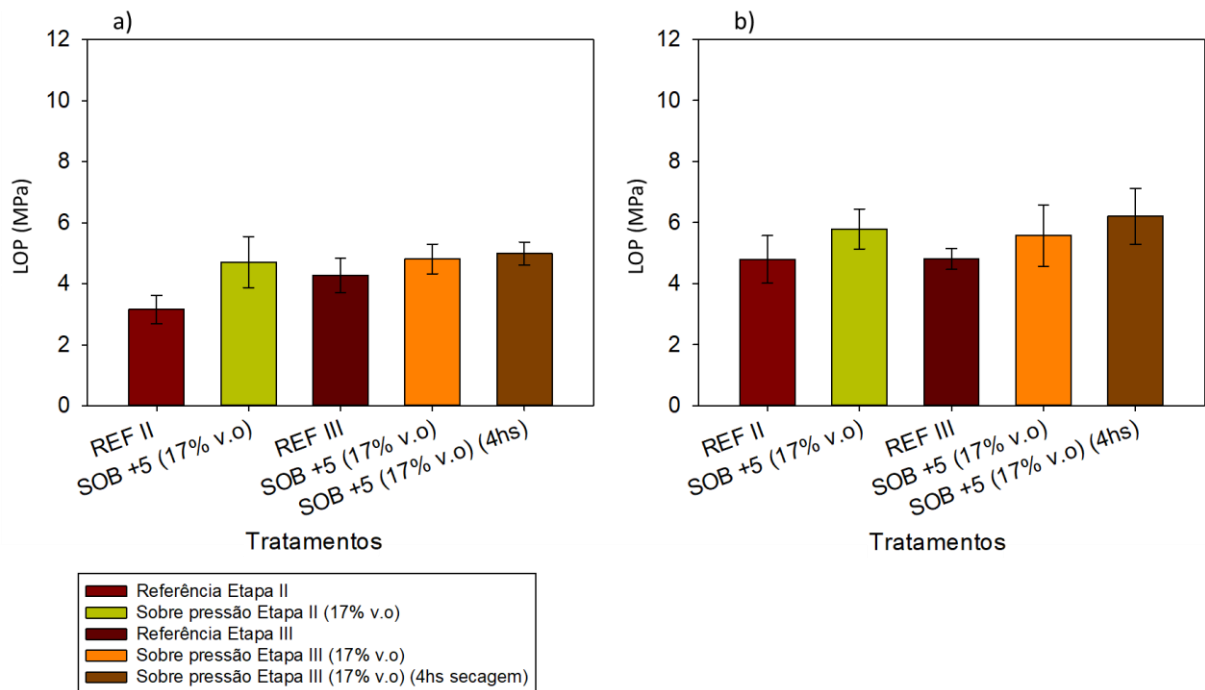 a)
12
10
8
6
4
2
0
LOP (MPa)
REF II
SOB +5 (17% v.o)
REF III
SOB +5 (17% v.o)
SOB +5 (17% v.o) (4hs)
Tratamentos
b)
12
10
8
6
4
2
0
LOP (MPa)
REF II
SOB +5 (17% v.o)
REF III
SOB +5 (17% v.o)
SOB +5 (17% v.o) (4hs)
Tratamentos
Referência Etapa II
Sobre pressão Etapa II (17% v.o)
Referência Etapa III
Sobre pressão Etapa III (17% v.o)
Sobre pressão Etapa III (17% v.o) (4hs secagem)